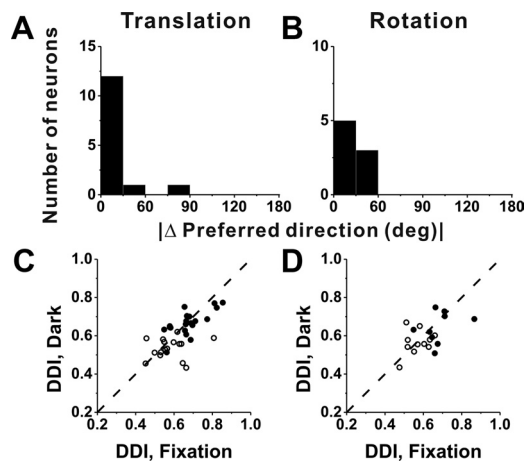 A Translation B Rotation
Number of neurons
15
10
5
0
0 60 120 180
10
5
0
0 60 120 180
|Δ Preferred direction (deg)|
C D
DDI, Dark
1.0
0.8
0.6
0.4
0.2
0.2 0.4 0.6 0.8 1.0
DDI, Fixation
DDI, Dark
1.0
0.8
0.6
0.4
0.2
0.2 0.4 0.6 0.8 1.0
DDI, Fixation